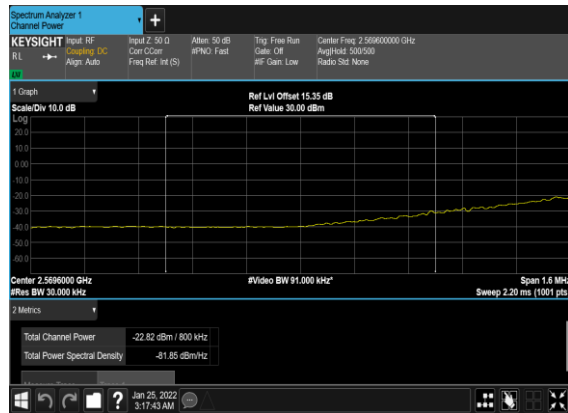 Spectrum Analyzer 1
Channel Power
KEYSIGHT
RL
Input: RF
Coupling: DC
Align: Auto
Input Z: 50 Ω
Corr CCorr
Freq Ref: Int (S)
Atten: 50 dB
#PNO: Fast
Trig: Free Run
Gate: Off
#IF Gain: Low
Center Freq: 2.569600000 GHz
Avg|Hold: 500/500
Radio Std: None
1 Graph
Scale/Div 10.0 dB
Ref Lvl Offset 15.35 dB
Ref Value 30.00 dBm
Log
20.0
10.0
0.00
-10.0
-20.0
-30.0
-40.0
-50.0
-60.0
Center 2.5696000 GHz
#Res BW 30.000 kHz
#Video BW 91.000 kHz*
Span 1.6 MHz
Sweep 2.20 ms (1001 pts
2 Metrics
Total Channel Power -22.82 dBm / 800 kHz
Total Power Spectral Density -81.85 dBm/Hz
?
Jan 25, 2022
3:17:43 AM